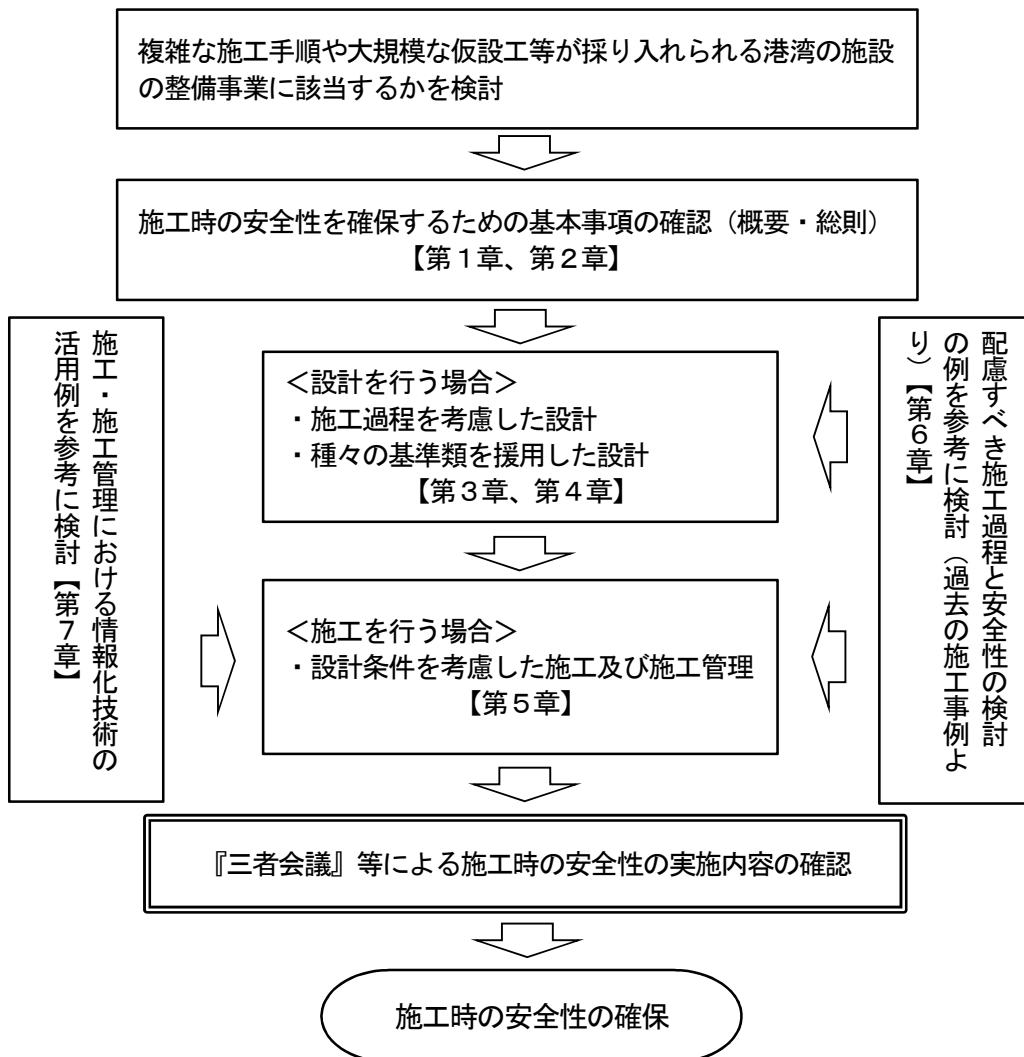 複雑な施工手順や大規模な仮設工等が採り入れられる港湾の施設
の整備事業に該当するかを検討
施工時の安全性を確保するための基本事項の確認（概要・総則）
【第１章、第２章】
施工・施工管理における情報化技術の
活用例を参考に検討【第７章】
＜設計を行う場合＞
・施工過程を考慮した設計
・種々の基準類を援用した設計
【第３章、第４章】
配慮すべき施工過程と安全性の検討
の例を参考に検討（過去の施工事例よ
り）【第６章】
＜施工を行う場合＞
・設計条件を考慮した施工及び施工管理
【第５章】
『三者会議』等による施工時の安全性の実施内容の確認
施工時の安全性の確保